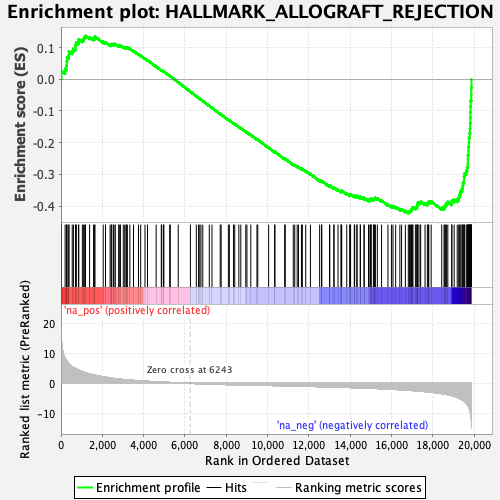 Enrichment plot: HALLMARK_ALLOGRAFT_REJECTION
Enrichment score (ES)
0.1
0.0
-0.1
-0.2
-0.3
-0.4
'na_pos' (positively correlated)
Ranked list metric (PreRanked)
20
10
0
-10
Zero cross at 6243
'na_neg' (negatively correlated)
0
2,000
4,000
6,000
8,000
10,000
12,000
14,000
16,000
18,000
20,000
Rank in Ordered Dataset
Enrichment profile
Hits
Ranking metric scores